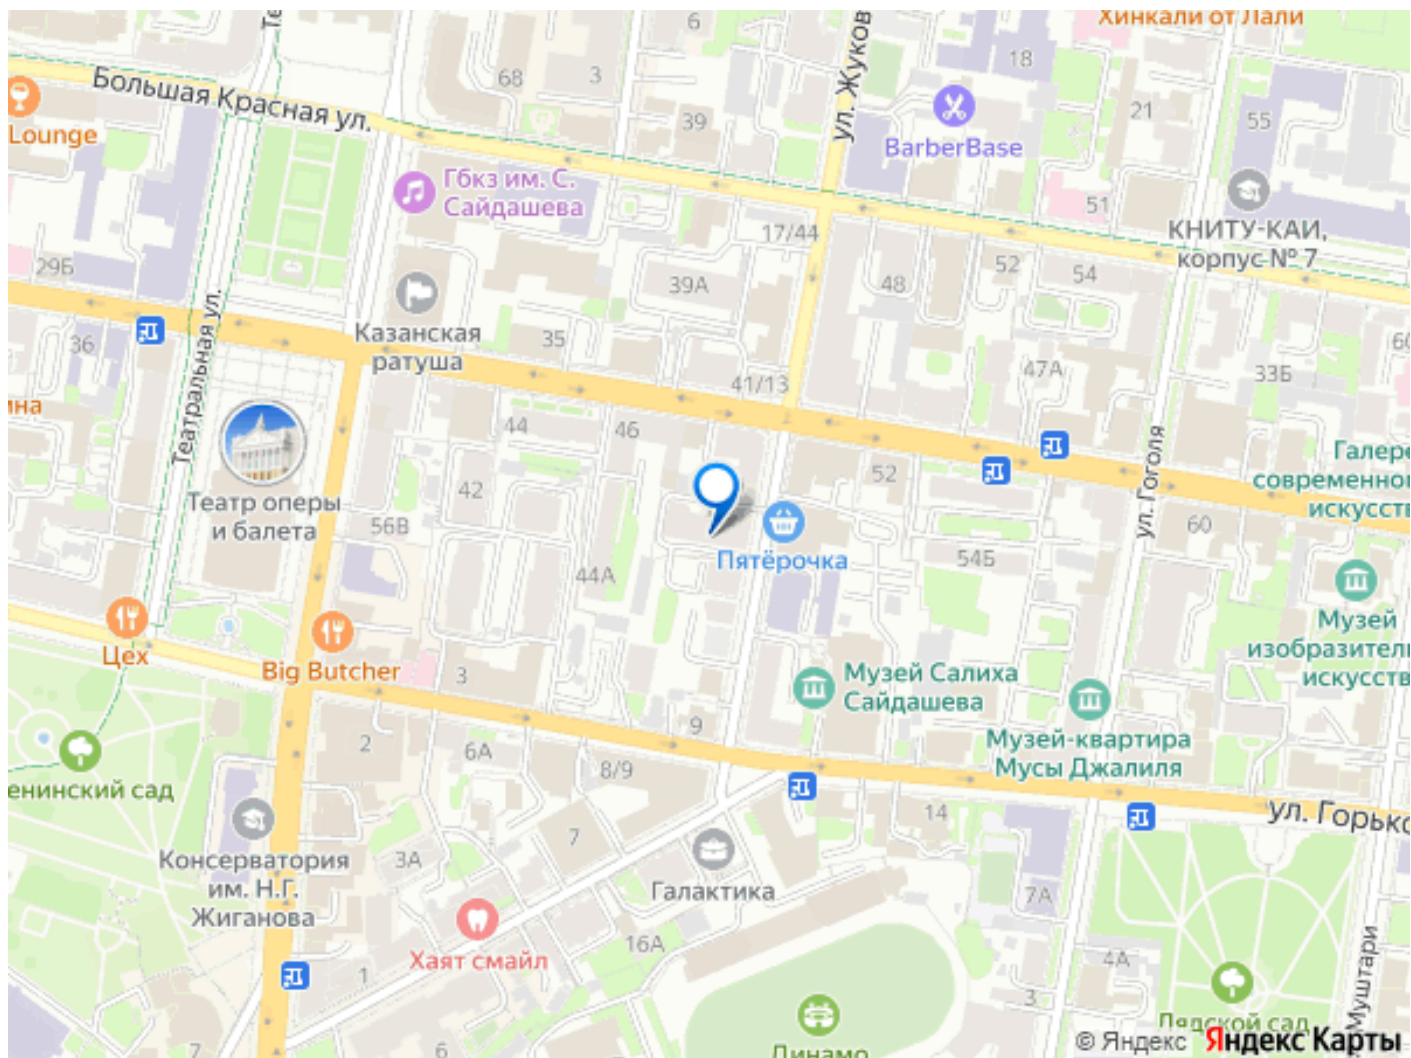 Хинкали от Лали
6
18
68
3
ул. Жуков
Большая Красная ул.
21
39
55
Lounge
BarberBase
Гбкз им. С.
Сайдашева
51
17/44
КНИТУ-КАИ,
корпус № 7
29Б
52
54
39А
48
Театральная ул.
Казанская
ратуша
36
35
41/13
47А
33Б
ина
44
46
52
ул. Гоголя
Галере
современног
искусств
42
Театр оперы
и балета
56В
60
Пятёрочка
54Б
44А
Музей
изобразитель
искусств
Цех
Big Butcher
3
Музей Салиха
Сайдашева
9
2
6А
8/9
Музей-квартира
Мусы Джалиля
енинский сад
14
ул. Горько
7
Консерватория
им. Н.Г.
Жиганова
3А
Галактика
7А
16А
Хаят смайл
1
4А
3
Муштари
Лядской сад
7
6
Динамо
© Яндекс Яндекс Карты